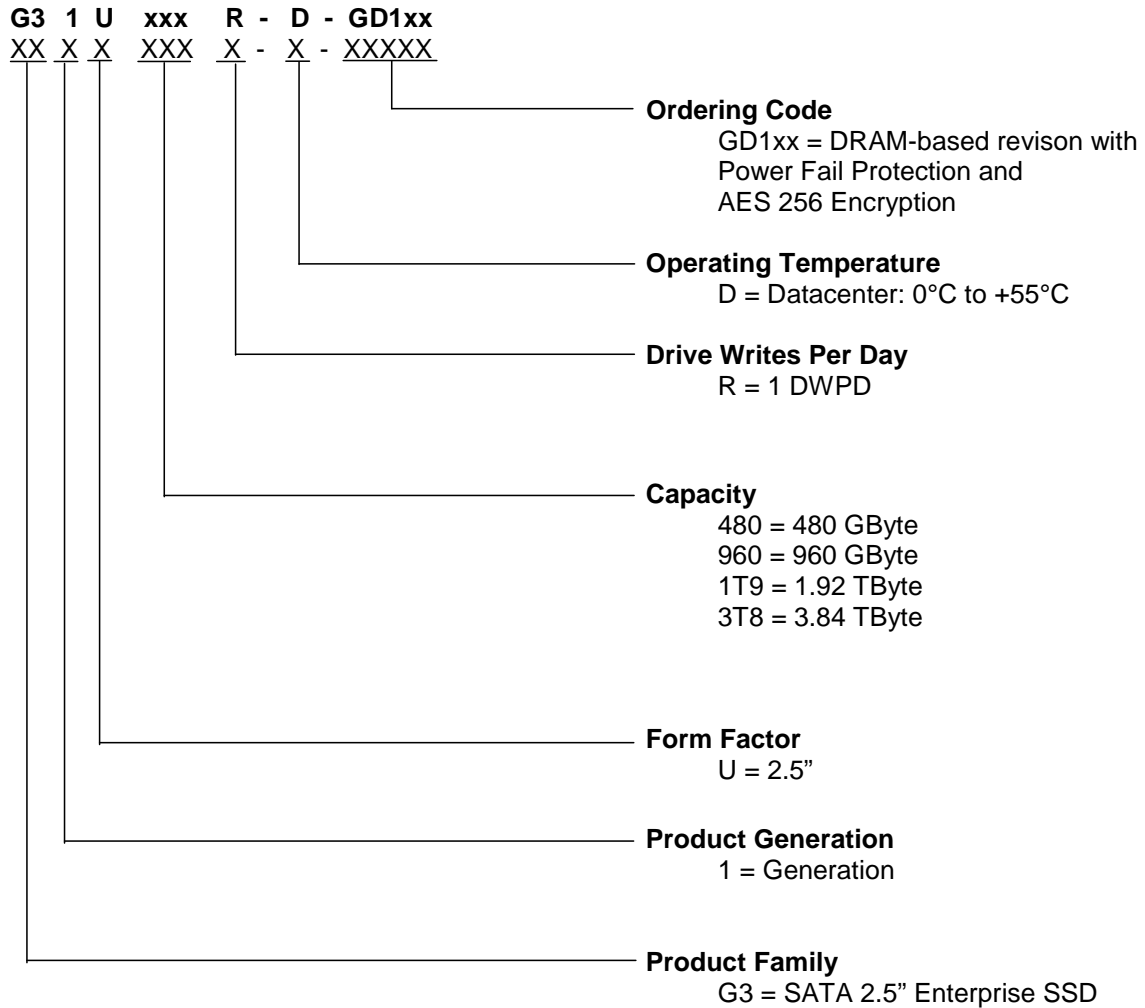 G3 1 U xxx R - D - GD1xx
XX X X XXX X - X - XXXXX
Ordering Code
GD1xx = DRAM-based revison with
Power Fail Protection and
AES 256 Encryption
Operating Temperature
D = Datacenter: 0°C to +55°C
Drive Writes Per Day
R = 1 DWPD
Capacity
480 = 480 GByte
960 = 960 GByte
1T9 = 1.92 TByte
3T8 = 3.84 TByte
Form Factor
U = 2.5”
Product Generation
1 = Generation
Product Family
G3 = SATA 2.5” Enterprise SSD